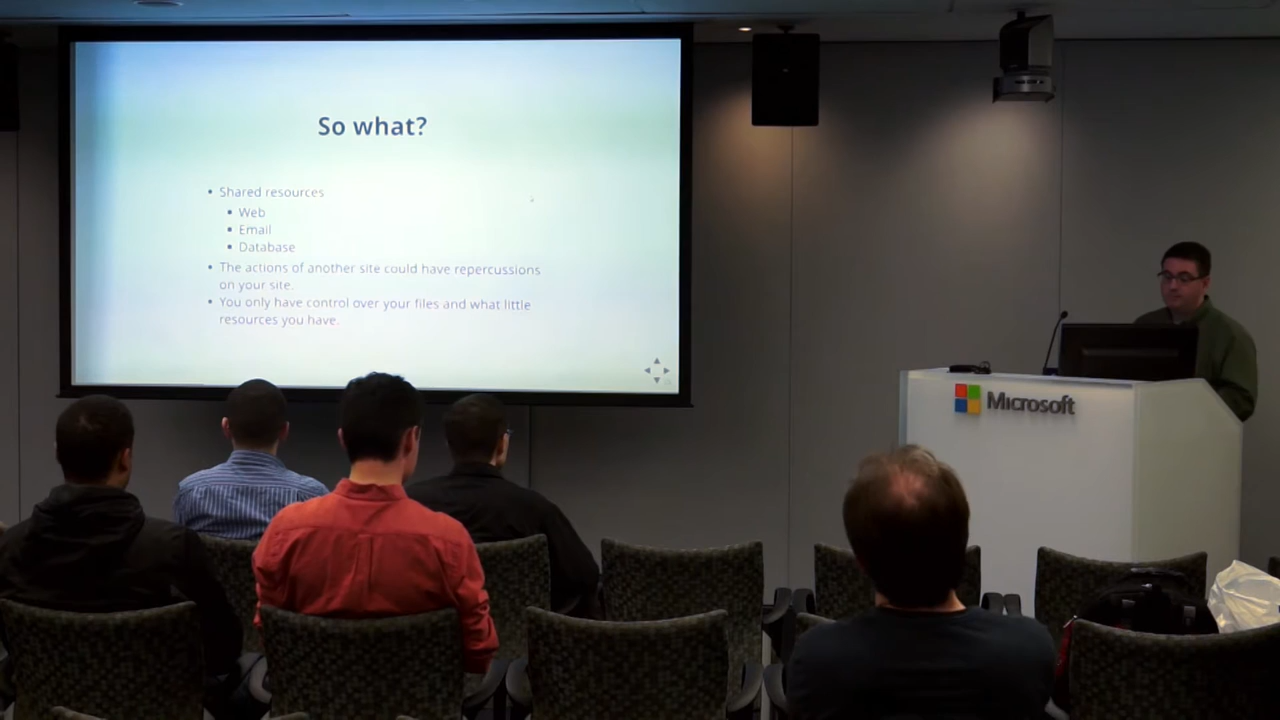 So what?
• Shared resources
▪ Web
▪ Email
▪ Database
• The actions of another site could have repercussions
on your site.
• You only have control over your files and what little
resources you have.
Microsoft